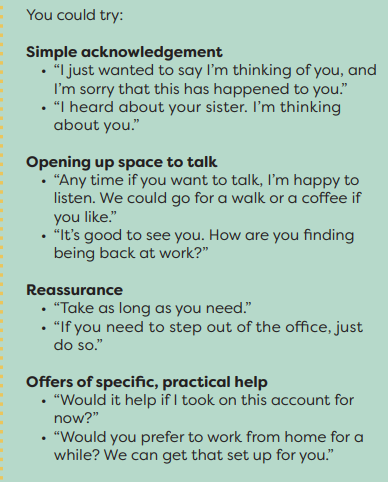 You could try:
Simple acknowledgement
• “I just wanted to say I’m thinking of you, and
I’m sorry that this has happened to you.”
• “I heard about your sister. I’m thinking
about you.”
Opening up space to talk
• “Any time if you want to talk, I’m happy to
listen. We could go for a walk or a coffee if
you like.”
• “It’s good to see you. How are you finding
being back at work?”
Reassurance
• “Take as long as you need.”
• “If you need to step out of the office, just
do so.”
Offers of specific, practical help
• “Would it help if I took on this account for
now?”
• “Would you prefer to work from home for a
while? We can get that set up for you.”